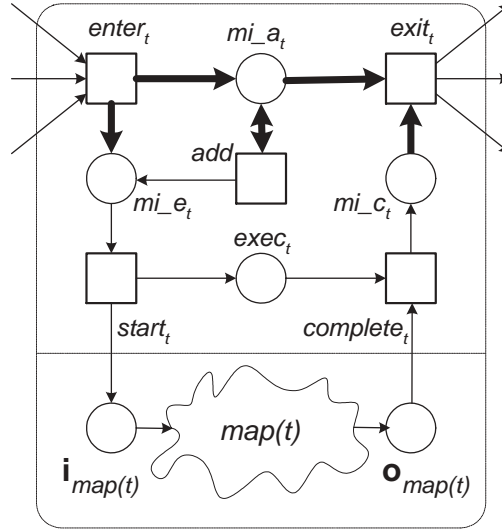 enter_t
mi_a_t
exit_t
add
mi_e_t
mi_c_t
exec_t
start_t
complete_t
map(t)
i_map(t)
o_map(t)